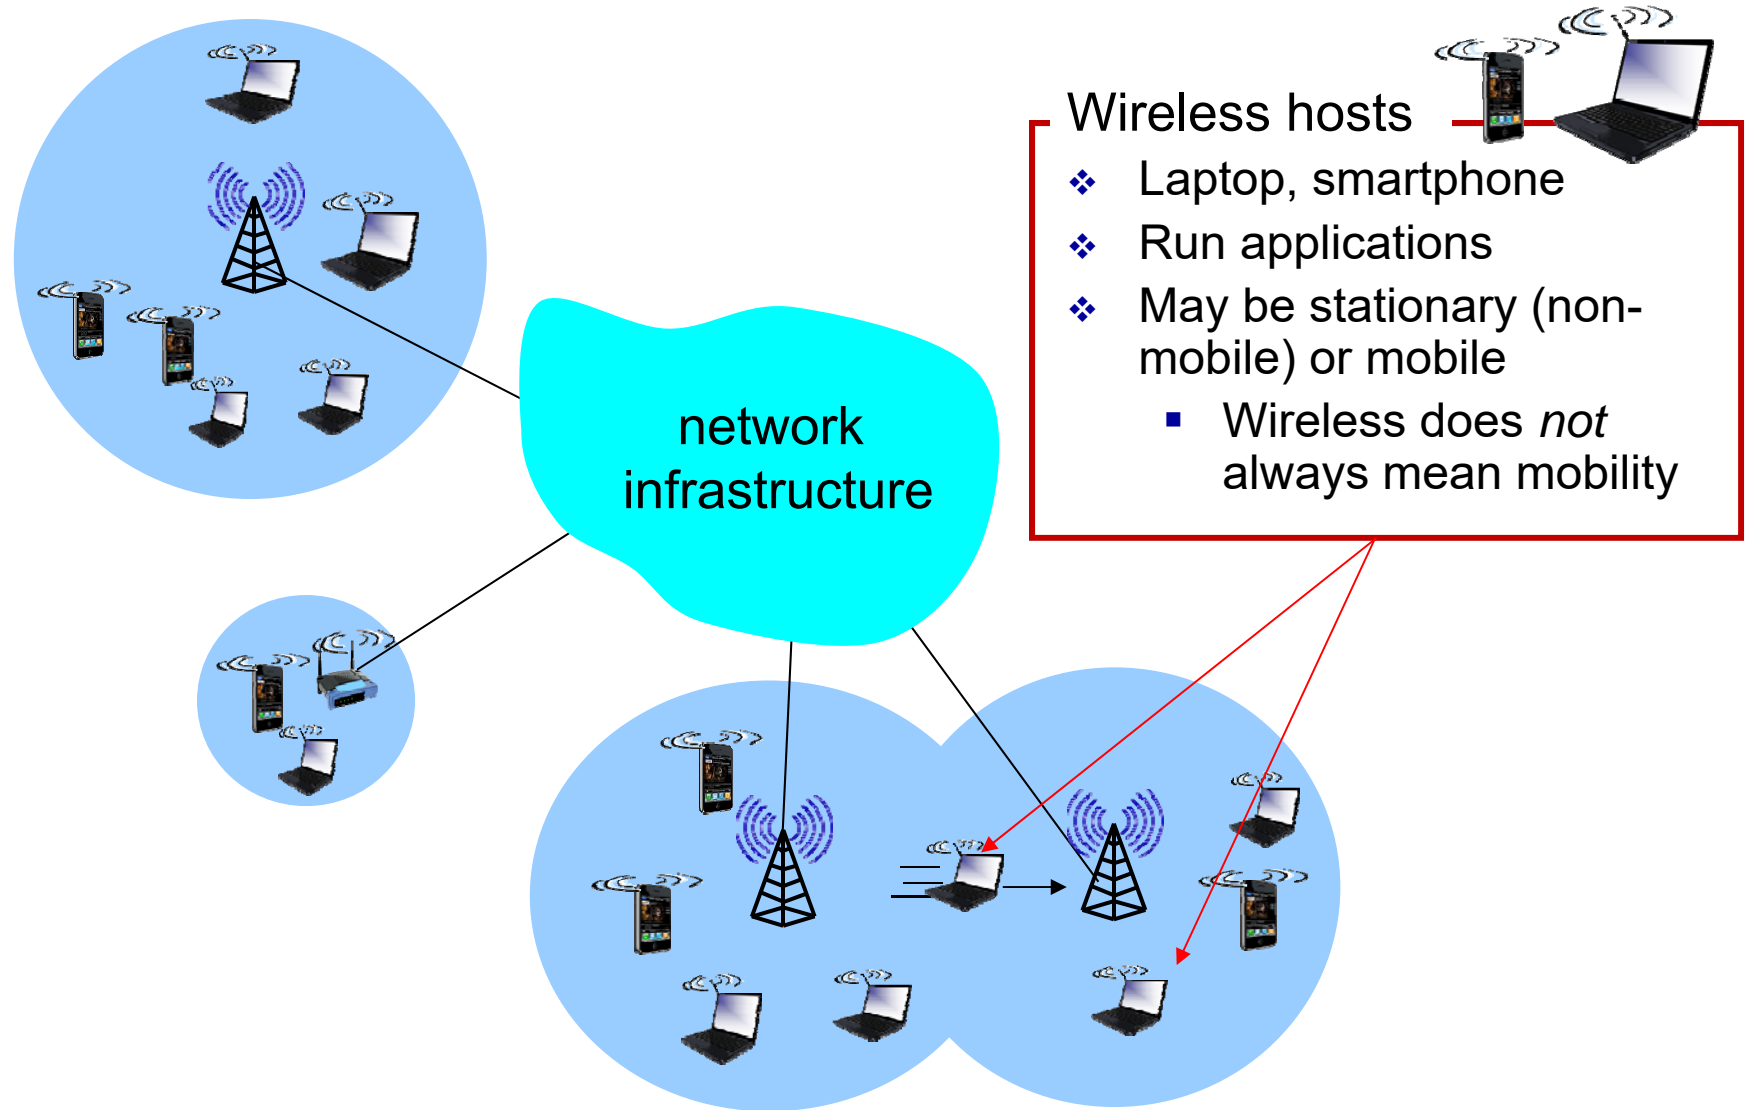 Wireless hosts
❖ Laptop, smartphone
❖ Run applications
❖ May be stationary (non-
mobile) or mobile
▪ Wireless does not
always mean mobility
network
infrastructure